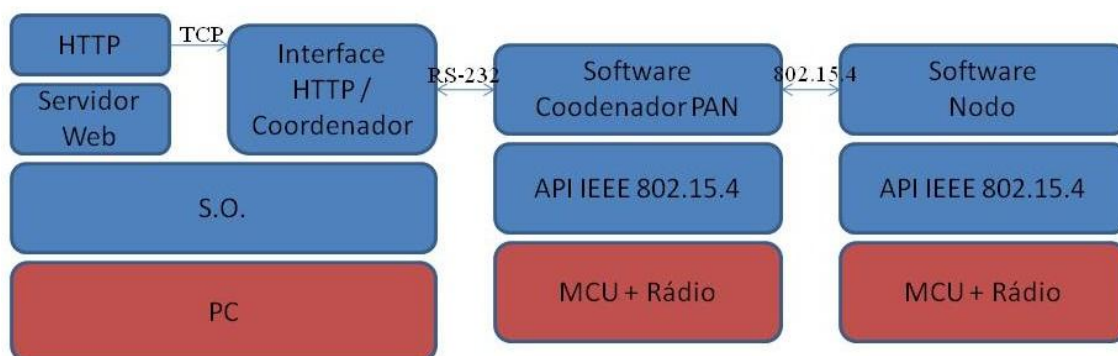 HTTP
TCP
Servidor
Web
Interface
HTTP /
Coordenador
RS-232
Software
Coodenador PAN
802.15.4
Software
Nodo
S.O.
API IEEE 802.15.4
API IEEE 802.15.4
PC
MCU + Rádio
MCU + Rádio